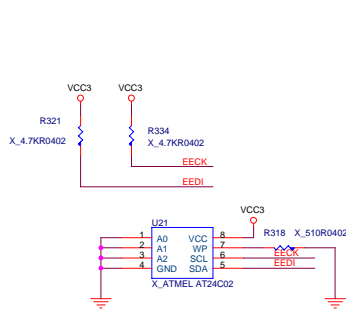 VCC3 VCC3
R321
R334
X_4.7KR0402
X_4.7KR0402
EECK
EEDI
VCC3
U21
R318 X_510R0402
1 A0 VCC 8
2 A1 WP 7
3 A2 SCL 6 EECK
4 GND SDA 5 EEDI
X_ATMEL AT24C02